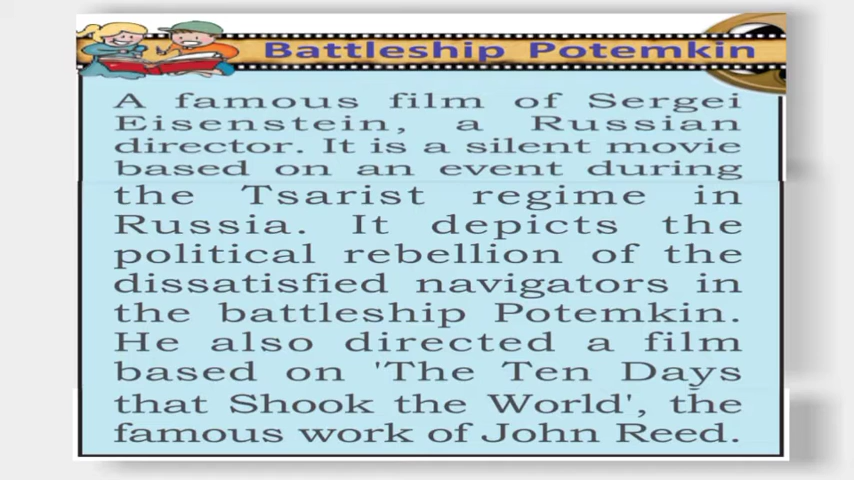 Battleship Potemkin
A famous film of Sergei
Eisenstein, a Russian
director. It is a silent movie
based on an event during
the Tsarist regime in
Russia. It depicts the
political rebellion of the
dissatisfied navigators in
the battleship Potemkin.
He also directed a film
based on 'The Ten Days
that Shook the World', the
famous work of John Reed.